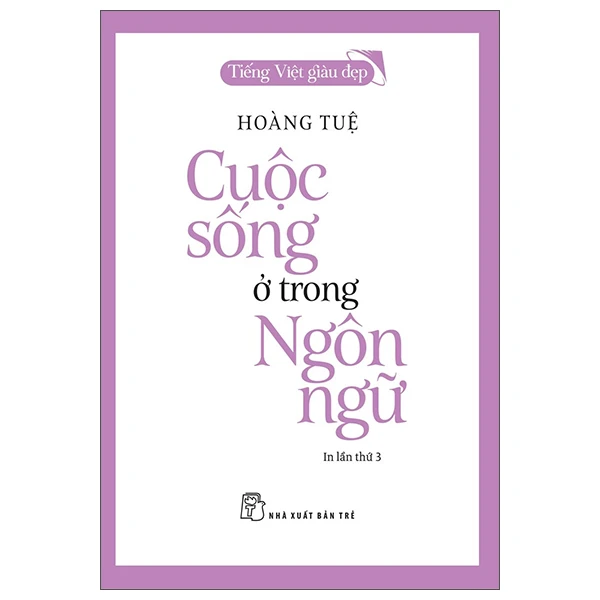 Tiếng Việt giàu đẹp
HOÀNG TUỆ
Cuộc
sống
ở trong
Ngôn
ngữ
In lần thứ 3
NHÀ XUẤT BẢN TRẺ